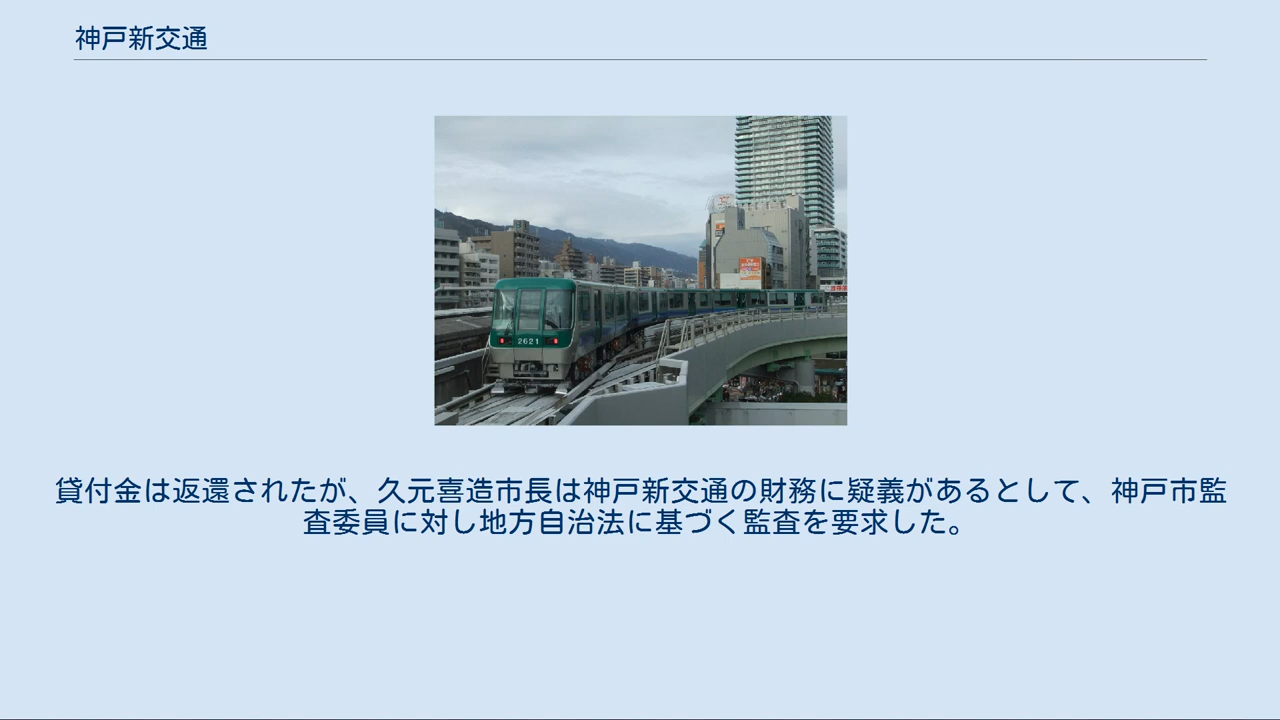 神戸新交通
2621
貸付金は返還されたが、久元喜造市長は神戸新交通の財務に疑義があるとして、神戸市監
査委員に対し地方自治法に基づく監査を要求した。